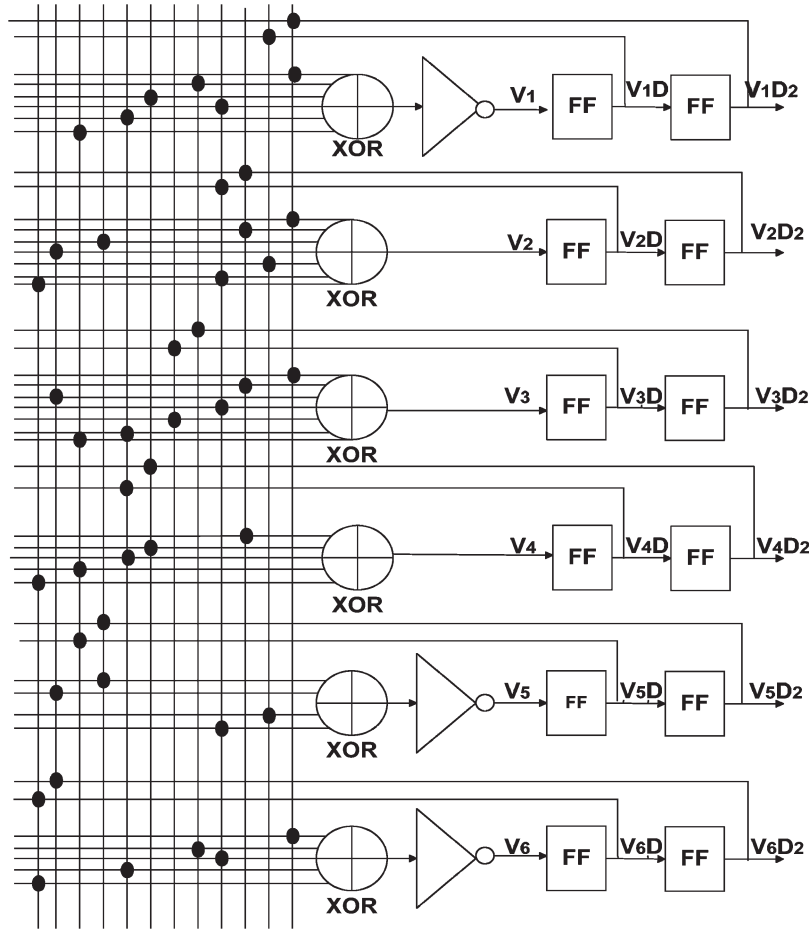 V1 FF V1D FF V1D2
XOR
V2 FF V2D FF V2D2
XOR
V3 FF V3D FF V3D2
XOR
V4 FF V4D FF V4D2
XOR
V5 FF V5D FF V5D2
XOR
V6 FF V6D FF V6D2
XOR